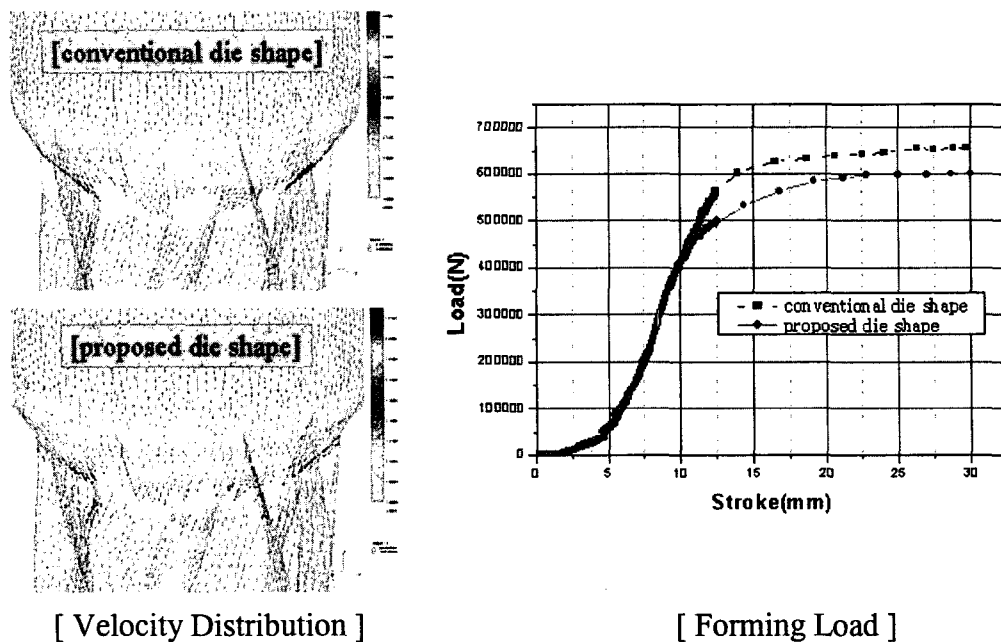 [conventional die shape]
[proposed die shape]
[ Velocity Distribution ]
Load(N)
700000
600000
500000
400000
300000
200000
100000
0
0 5 10 15 20 25 30
Stroke(mm)
conventional die shape
proposed die shape
[ Forming Load ]